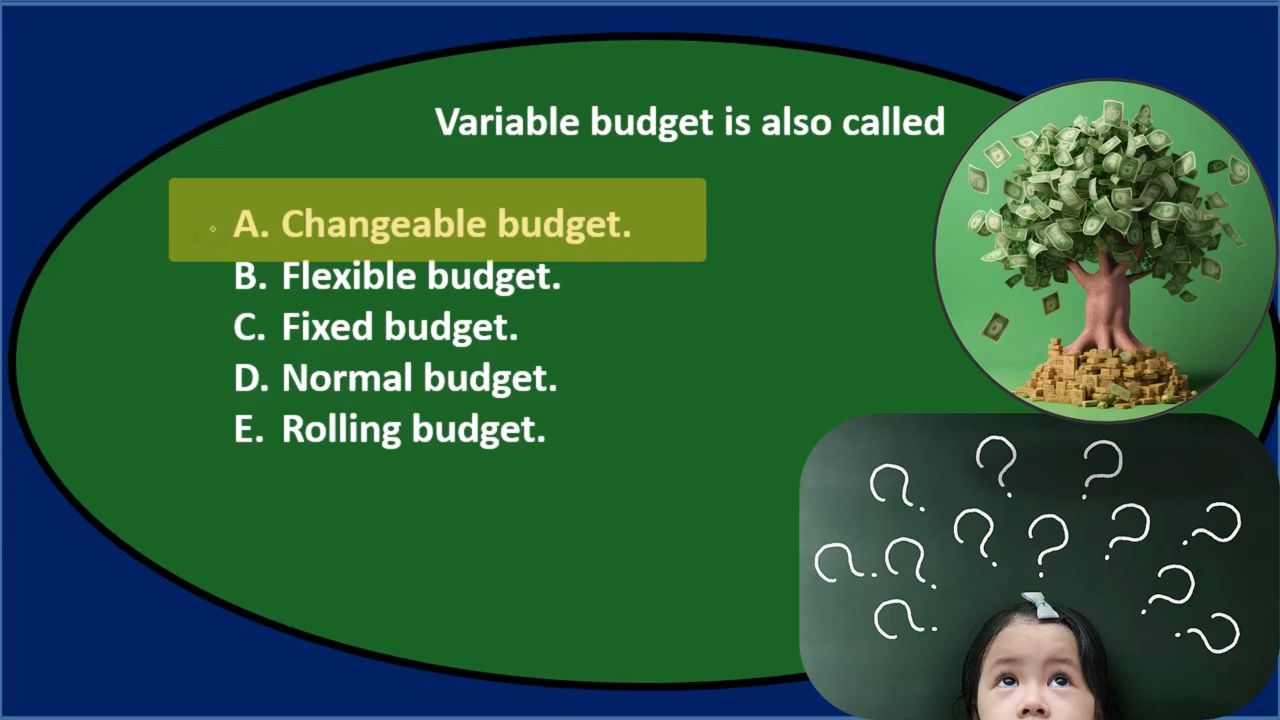 Variable budget is also called
A. Changeable budget.
B. Flexible budget.
C. Fixed budget.
D. Normal budget.
E. Rolling budget.
? ? ?
? ? ? ? ?
? ? ?
? ?